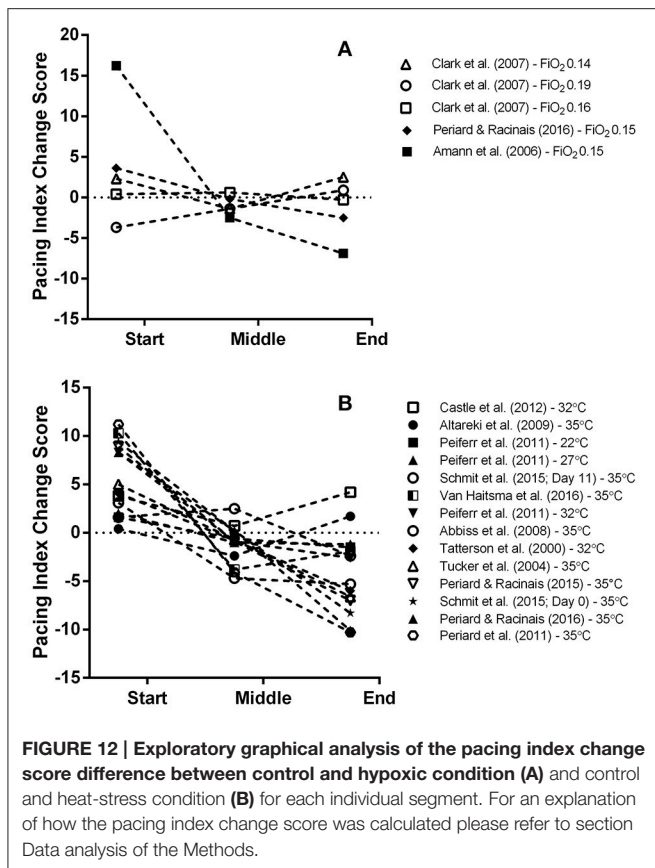 A
Pacing Index Change Score
20
15
10
5
0
-5
-10
-15
Start
Middle
End
Clark et al. (2007) - FiO₂ 0.14
Clark et al. (2007) - FiO₂ 0.19
Clark et al. (2007) - FiO₂ 0.16
Periard & Racinais (2016) - FiO₂ 0.15
Amann et al. (2006) - FiO₂ 0.15
B
Pacing Index Change Score
15
10
5
0
-5
-10
-15
Start
Middle
End
Castle et al. (2012) - 32°C
Altareki et al. (2009) - 35°C
Peiferr et al. (2011) - 22°C
Peiferr et al. (2011) - 27°C
Schmit et al. (2015; Day 11) - 35°C
Van Haitsma et al. (2016) - 35°C
Peiferr et al. (2011) - 32°C
Abbiss et al. (2008) - 35°C
Tatterson et al. (2000) - 32°C
Tucker et al. (2004) - 35°C
Periard & Racinais (2015) - 35°C
Schmit et al. (2015; Day 0) - 35°C
Periard & Racinais (2016) - 35°C
Periard et al. (2011) - 35°C
FIGURE 12 | Exploratory graphical analysis of the pacing index change
score difference between control and hypoxic condition (A) and control
and heat-stress condition (B) for each individual segment. For an explanation
of how the pacing index change score was calculated please refer to section
Data analysis of the Methods.